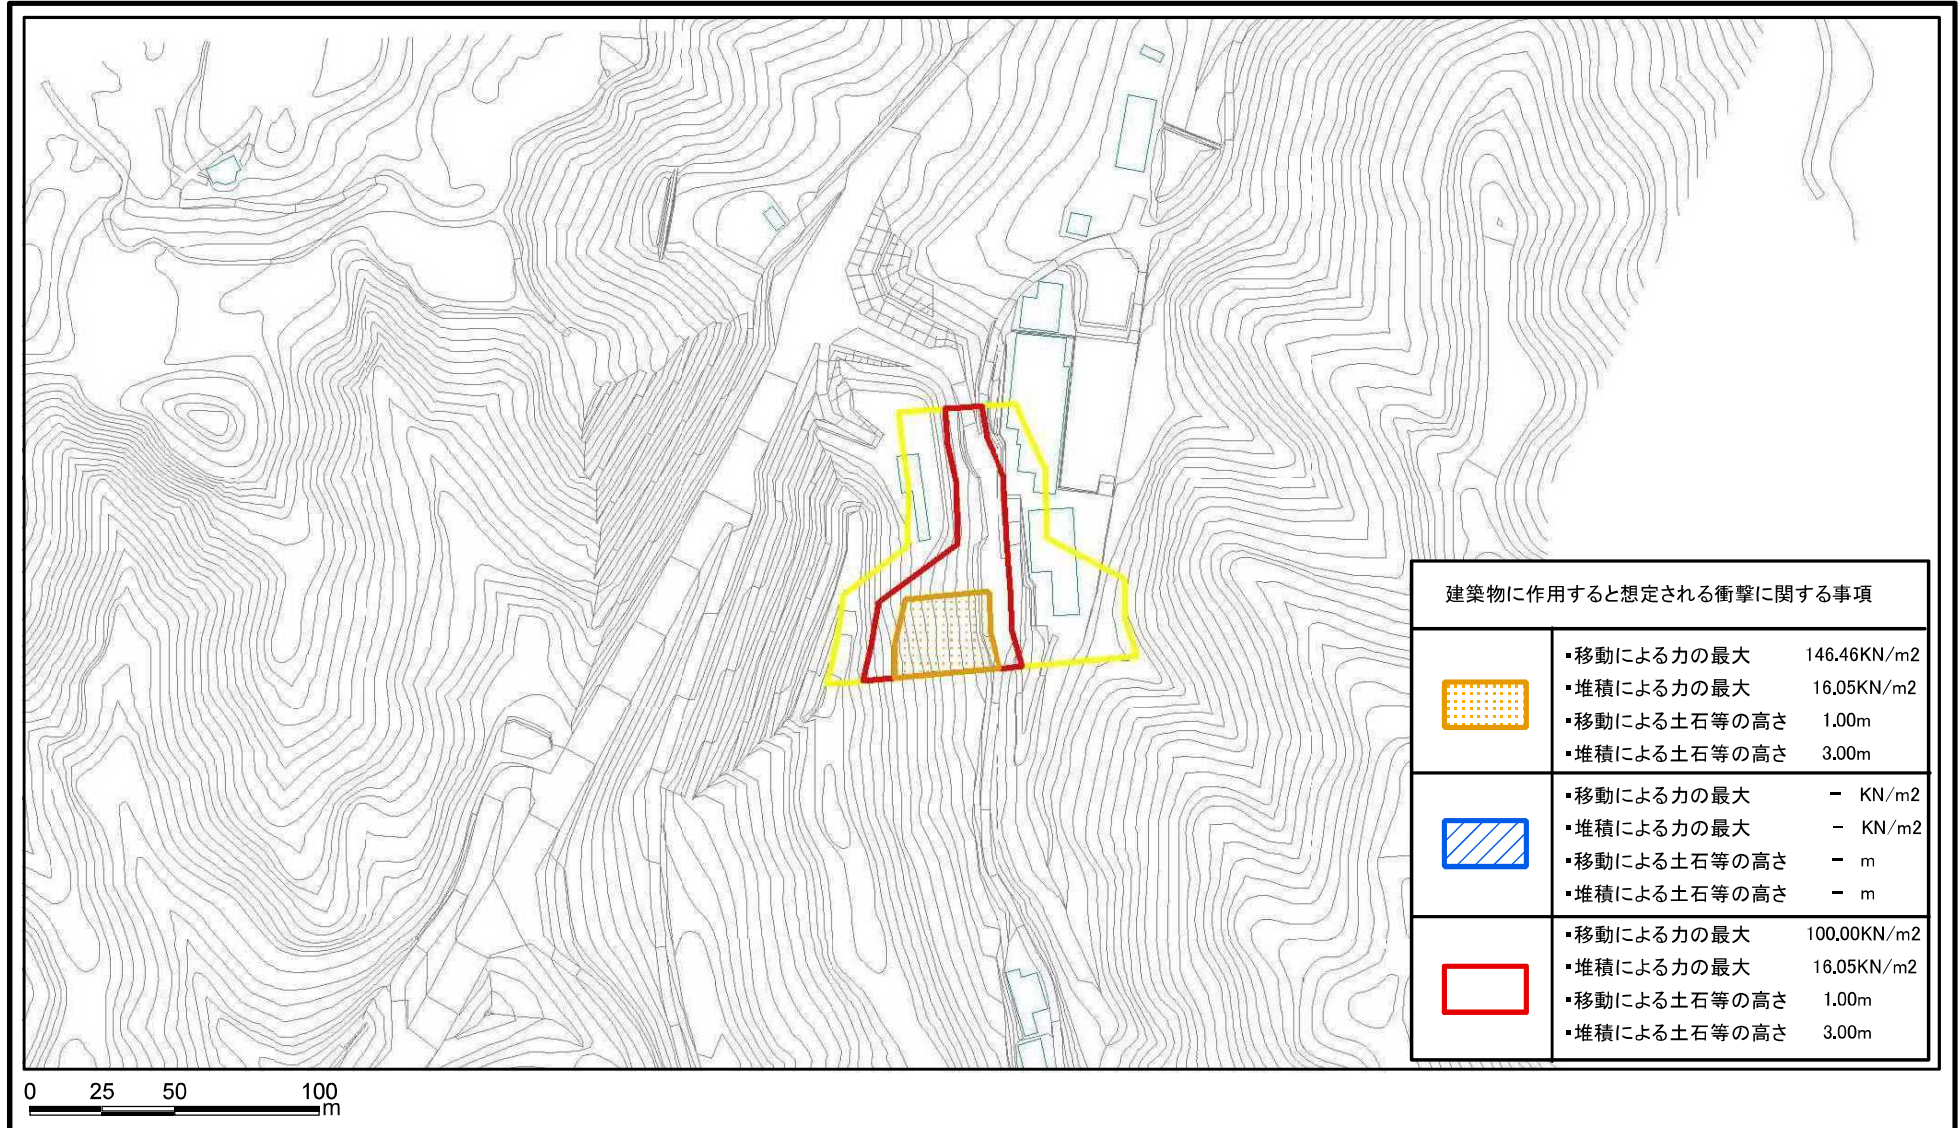 建築物に作用すると想定される衝撃に関する事項
▪移動による力の最大 146.46KN/m2
▪堆積による力の最大 16.05KN/m2
▪移動による土石等の高さ 1.00m
▪堆積による土石等の高さ 3.00m
▪移動による力の最大 － KN/m2
▪堆積による力の最大 － KN/m2
▪移動による土石等の高さ － m
▪堆積による土石等の高さ － m
▪移動による力の最大 100.00KN/m2
▪堆積による力の最大 16.05KN/m2
▪移動による土石等の高さ 1.00m
▪堆積による土石等の高さ 3.00m
0 25 50 100
m